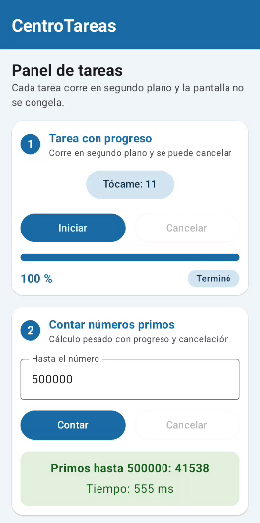 CentroTareas
Panel de tareas
Cada tarea corre en segundo plano y la pantalla no
se congela.
1
Tarea con progreso
Corre en segundo plano y se puede cancelar
Tócame: 11
Iniciar
Cancelar
100 %
Terminó
2
Contar números primos
Cálculo pesado con progreso y cancelación
Hasta el número
500000
Contar
Cancelar
Primos hasta 500000: 41538
Tiempo: 555 ms